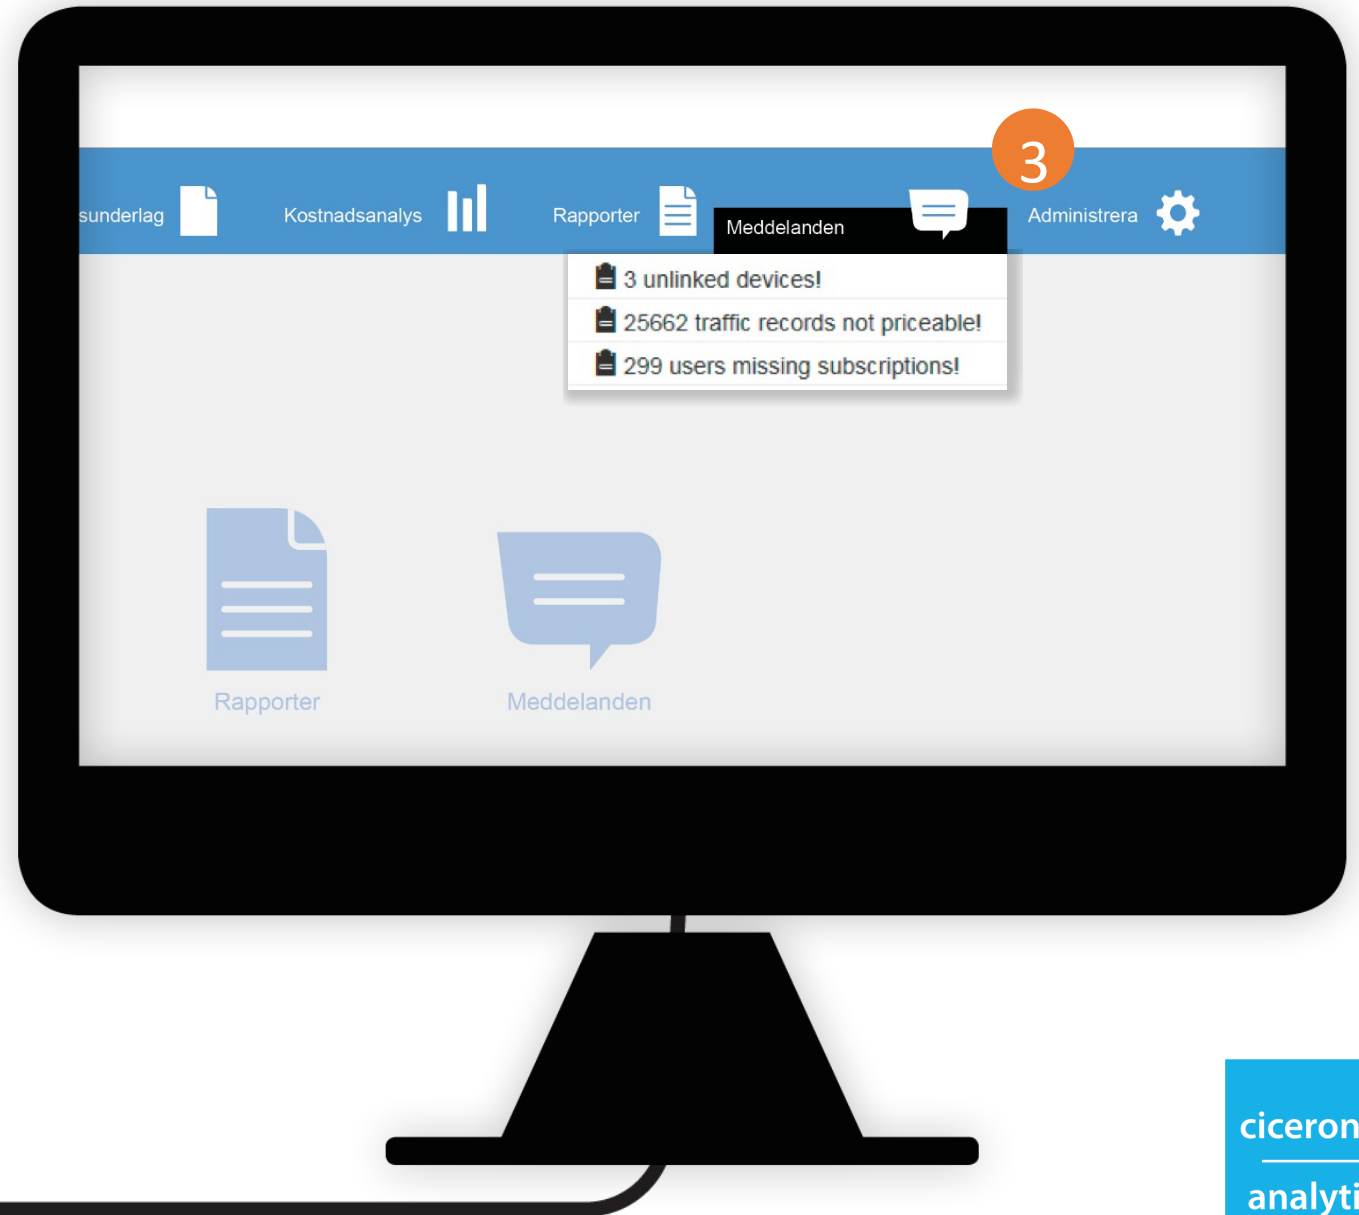 3
sunderlag
Kostnadsanalys
Rapporter
Meddelanden
Administrera
3 unlinked devices!
25662 traffic records not priceable!
299 users missing subscriptions!
Rapporter
Meddelanden
ciceron
analyti